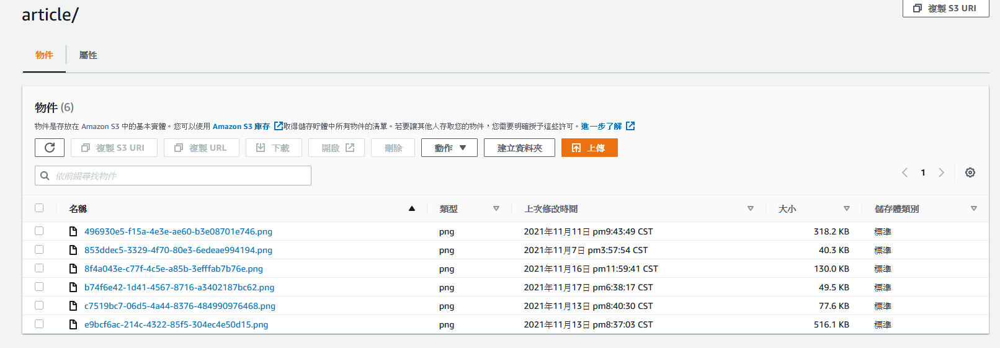 article/
複製 S3 URI
物件 屬性
物件 (6)
物件是存放在 Amazon S3 中的基本實體。您可以使用 Amazon S3 庫存 取得儲存貯體中所有物件的清單。若要讓其他人存取您的物件，您需要明確授予這些許可。進一步了解
複製 S3 URI 複製 URL 下載 開啟 刪除 動作 建立資料夾 上傳
依前綴尋找物件
1
名稱 類型 上次修改時間 大小 儲存體類別
496930e5-f15a-4e3e-ae60-b3e08701e746.png png 2021年11月11日 pm9:43:49 CST 318.2 KB 標準
853ddec5-3329-4f70-80e3-6edeae994194.png png 2021年11月7日 pm3:57:54 CST 40.3 KB 標準
8f4a043e-c77f-4c5e-a85b-3efffab7b76e.png png 2021年11月16日 pm11:59:41 CST 130.0 KB 標準
b74f6e42-1d41-4567-8716-a3402187bc62.png png 2021年11月17日 pm6:38:17 CST 49.5 KB 標準
c7519bc7-06d5-4a44-8376-484990976468.png png 2021年11月13日 pm8:40:30 CST 77.6 KB 標準
e9bcf6ac-214c-4322-85f5-304ec4e50d15.png png 2021年11月13日 pm8:37:03 CST 516.1 KB 標準